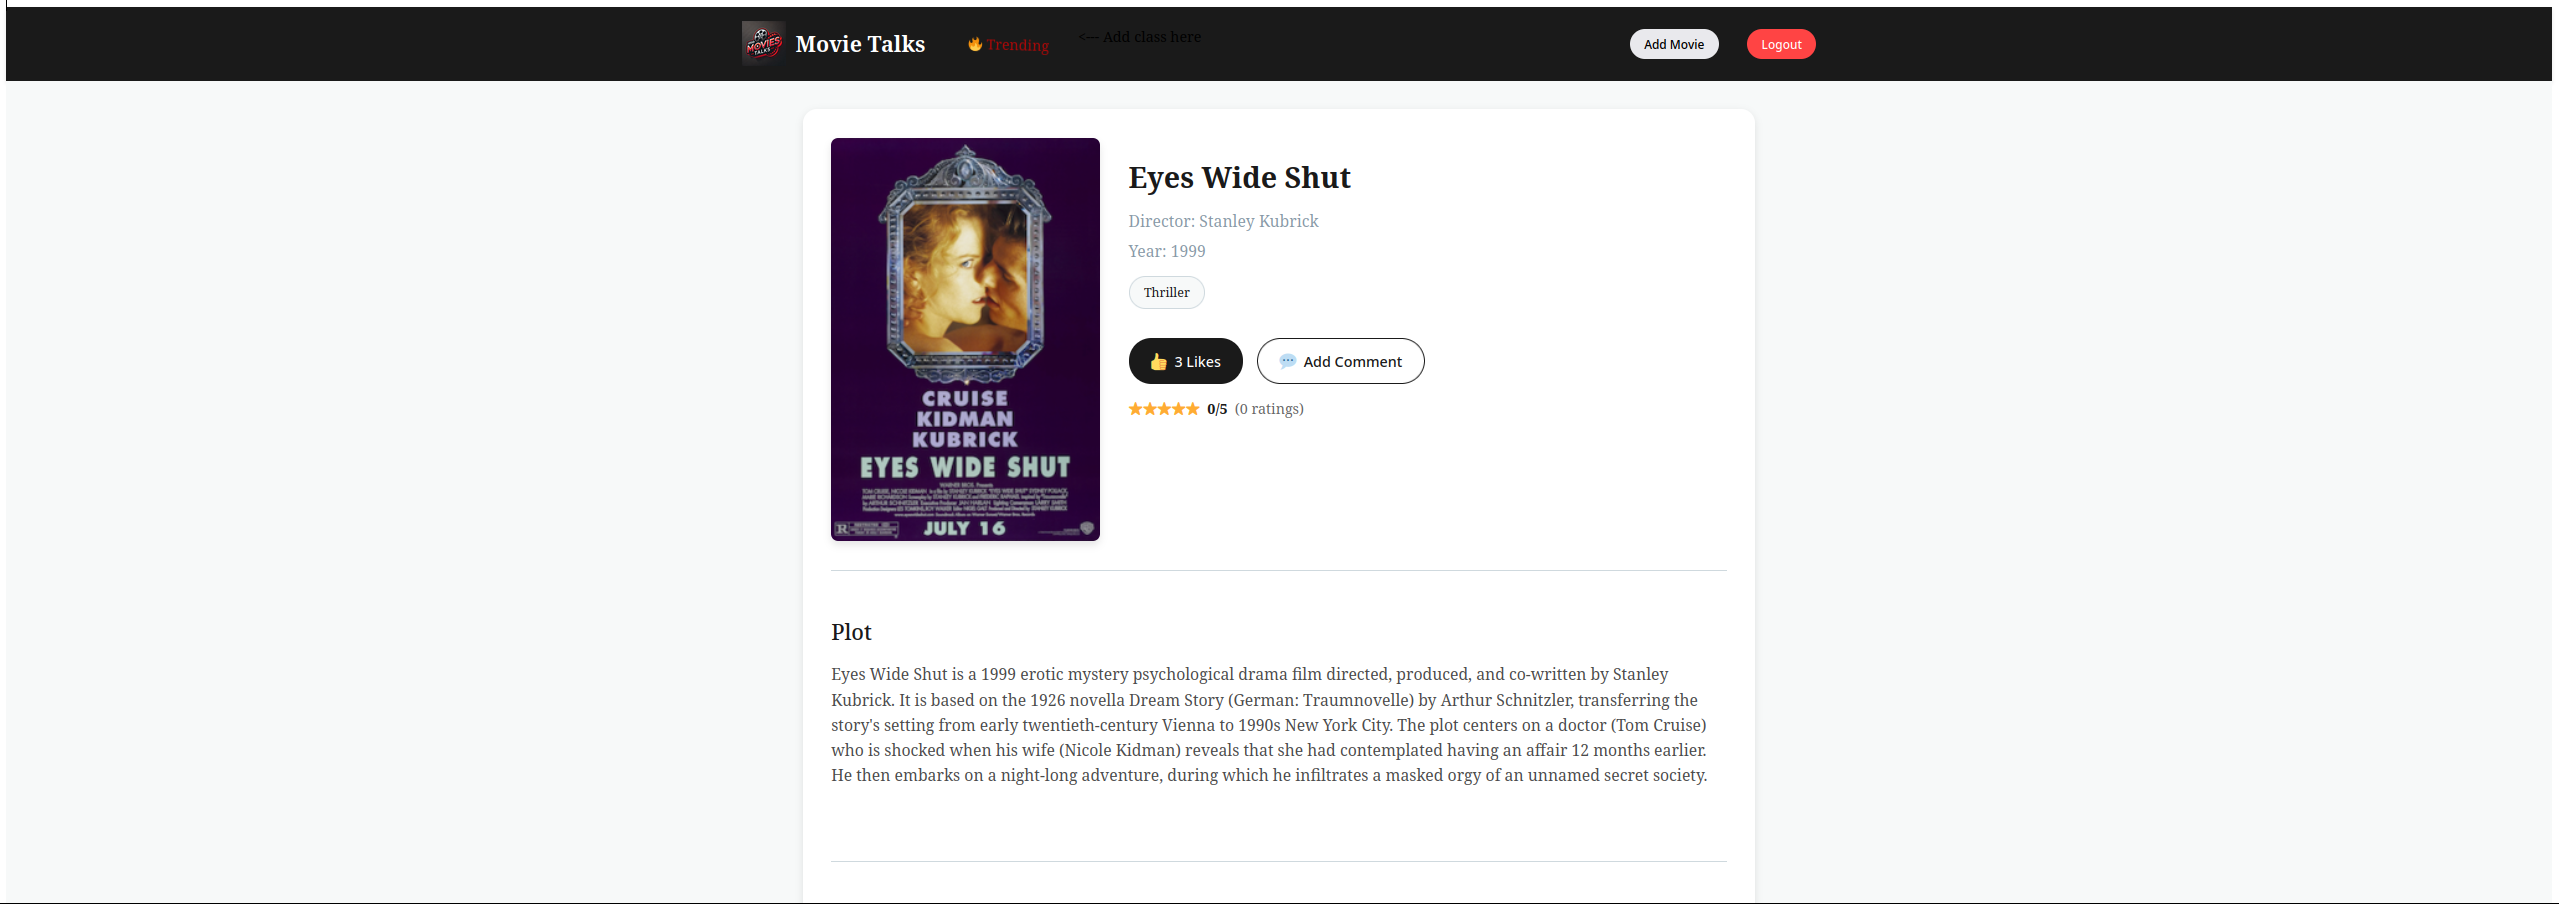 MOVIES
TALKS
Movie Talks
Trending
<— Add class here
Add Movie
Logout
CRUISE
KIDMAN
KUBRICK
EYES WIDE SHUT
WARNER BROS. Presents
R
JULY 16
Eyes Wide Shut
Director: Stanley Kubrick
Year: 1999
Thriller
3 Likes
Add Comment
0/5 (0 ratings)
Plot
Eyes Wide Shut is a 1999 erotic mystery psychological drama film directed, produced, and co-written by Stanley
Kubrick. It is based on the 1926 novella Dream Story (German: Traumnovelle) by Arthur Schnitzler, transferring the
story's setting from early twentieth-century Vienna to 1990s New York City. The plot centers on a doctor (Tom Cruise)
who is shocked when his wife (Nicole Kidman) reveals that she had contemplated having an affair 12 months earlier.
He then embarks on a night-long adventure, during which he infiltrates a masked orgy of an unnamed secret society.